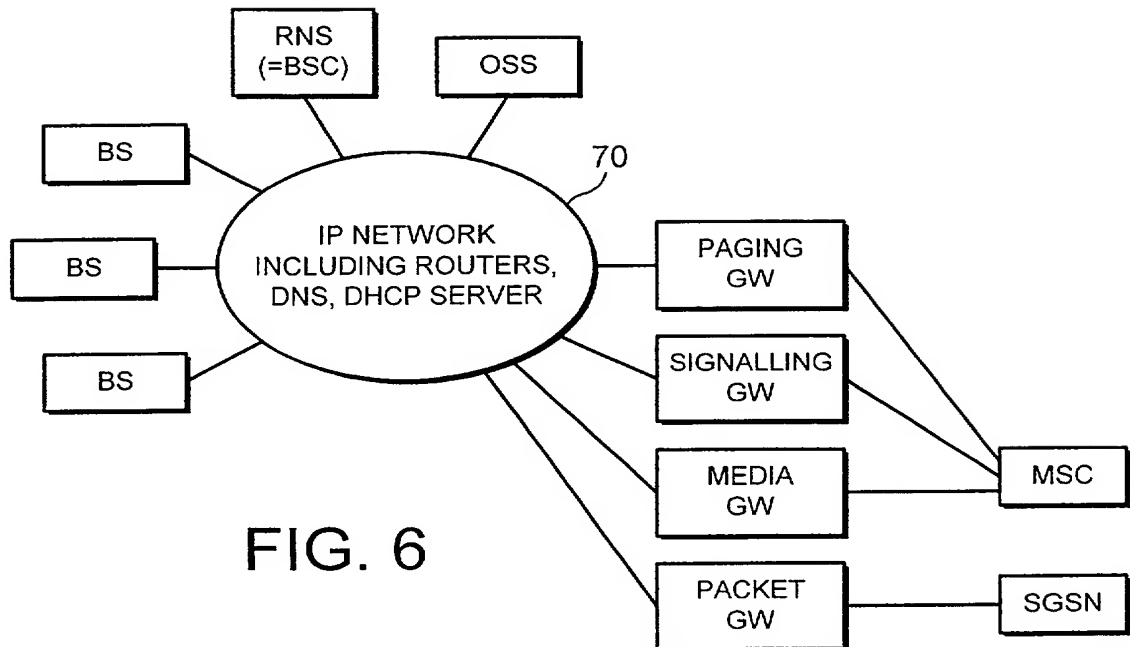 RNS
(=BSC)
OSS
BS
70
BS
IP NETWORK
INCLUDING ROUTERS,
DNS, DHCP SERVER
PAGING
GW
BS
SIGNALLING
GW
MEDIA
GW
MSC
FIG. 6
PACKET
GW
SGSN